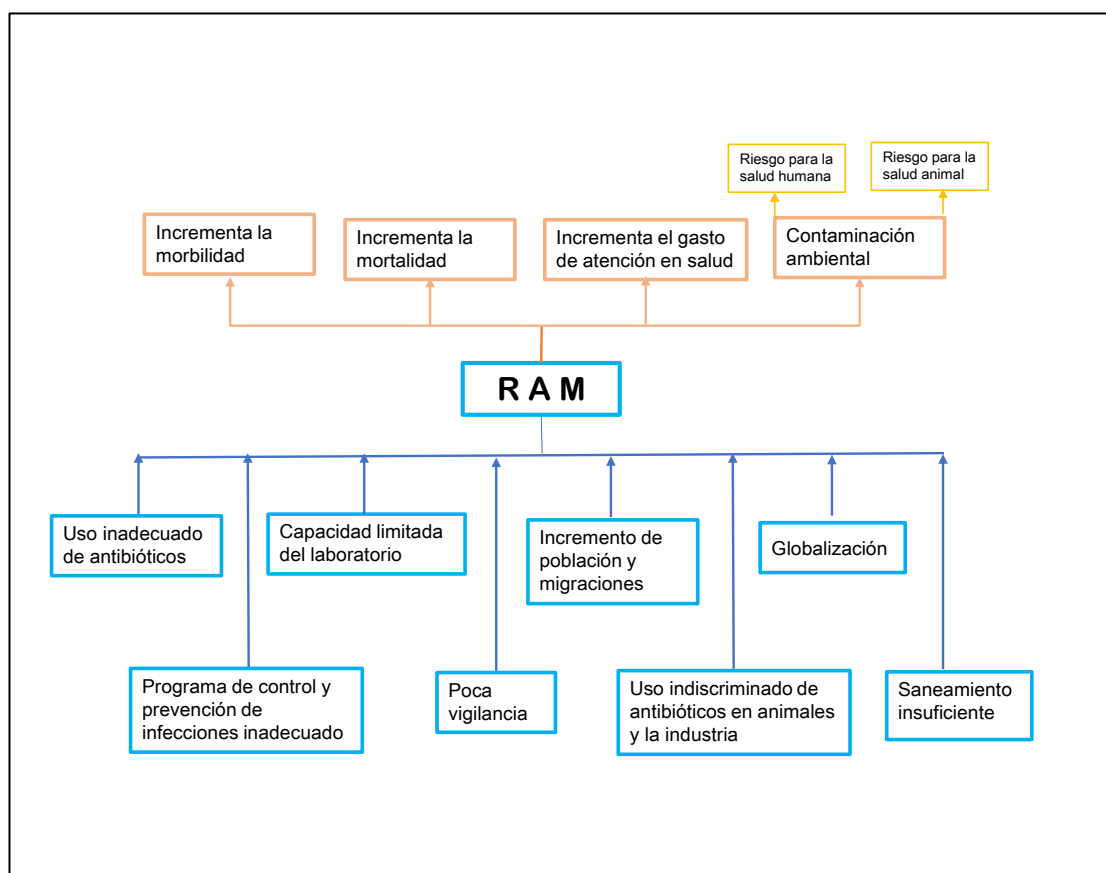 Riesgo para la
salud humana
Riesgo para la
salud animal
Incrementa la
morbilidad
Incrementa la
mortalidad
Incrementa el gasto
de atención en salud
Contaminación
ambiental
R A M
Uso inadecuado
de antibióticos
Capacidad limitada
del laboratorio
Incremento de
población y
migraciones
Globalización
Programa de control y
prevención de
infecciones inadecuado
Poca
vigilancia
Uso indiscriminado de
antibióticos en animales
y la industria
Saneamiento
insuficiente